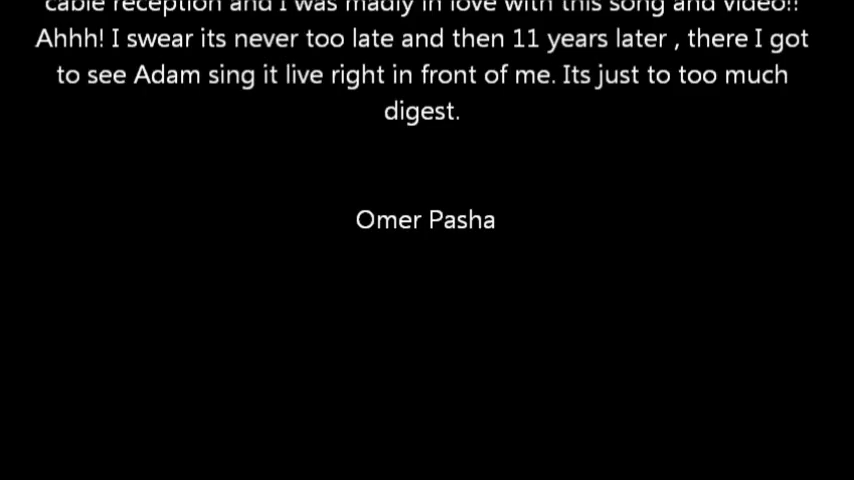 cable reception and I was madly in love with this song and video!!
Ahhh! I swear its never too late and then 11 years later , there I got
to see Adam sing it live right in front of me. Its just to too much
digest.
Omer Pasha